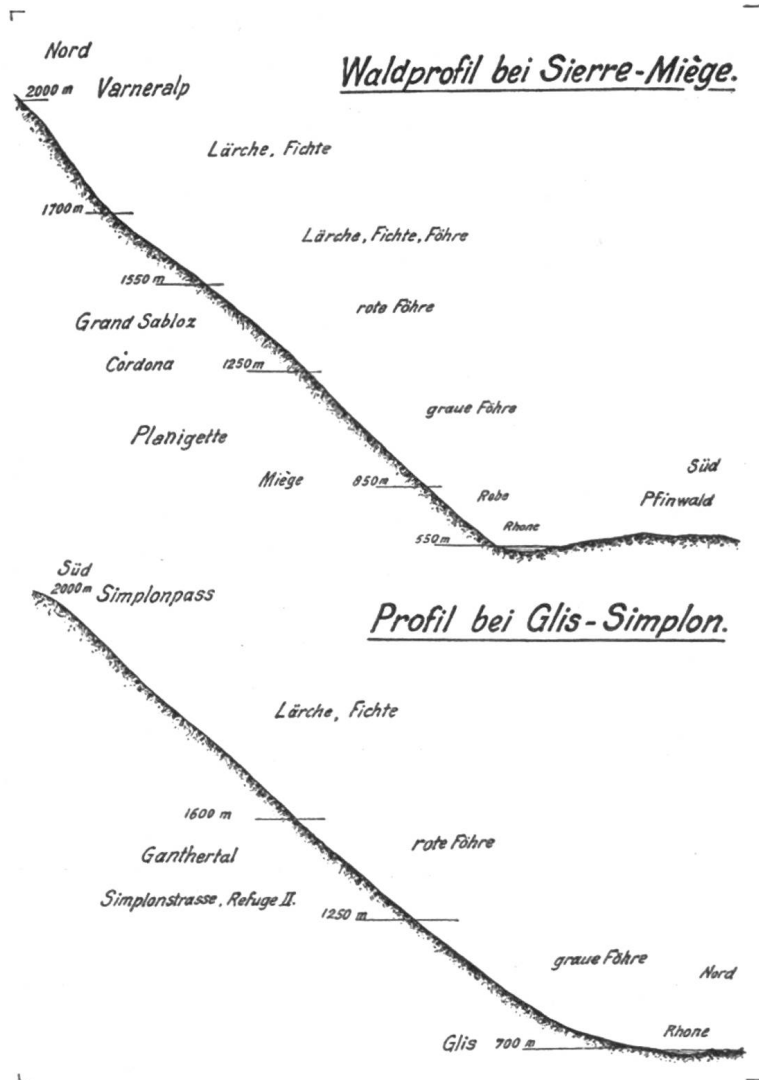 Nord
Waldprofil bei Sierre-Miège.
2000 m Varneralp
Lärche, Fichte
1700 m
Lärche, Fichte, Föhre
1550 m
rote Föhre
Grand Sabloz
Cordona 1250 m
graue Föhre
Planigette
Süd
Miège 850 m
Rebe Pfinwald
Rhone
550 m
Süd
2000 m Simplonpass
Profil bei Glis-Simplon.
Lärche, Fichte
1600 m
rote Föhre
Ganthertal
Simplonstrasse, Refuge II.
1250 m
graue Föhre Nord
Rhone
Glis 700 m